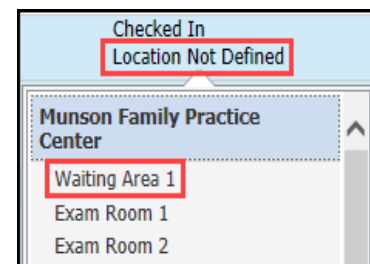 Checked In
Location Not Defined
Munson Family Practice
Center
Waiting Area 1
Exam Room 1
Exam Room 2